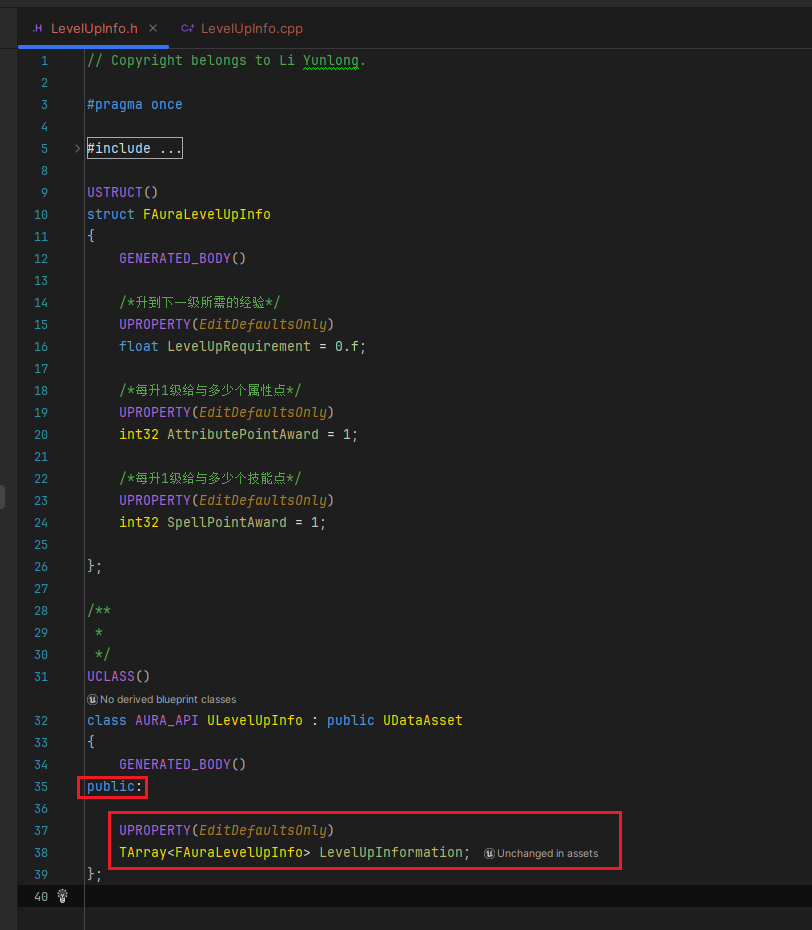 LevelUpInfo.h
LevelUpInfo.cpp
1 // Copyright belongs to Li Yunlong.
2
3 #pragma once
4
5 #include ...
8
9 USTRUCT()
10 struct FAuraLevelUpInfo
11 {
12 GENERATED_BODY()
13
14 /*升到下一级所需的经验*/
15 UPROPERTY(EditDefaultsOnly)
16 float LevelUpRequirement = 0.f;
17
18 /*每升1级给与多少个属性点*/
19 UPROPERTY(EditDefaultsOnly)
20 int32 AttributePointAward = 1;
21
22 /*每升1级给与多少个技能点*/
23 UPROPERTY(EditDefaultsOnly)
24 int32 SpellPointAward = 1;
25
26 };
27
28 /**
29 *
30 */
31 UCLASS()
No derived blueprint classes
32 class AURA_API ULevelUpInfo : public UDataAsset
33 {
34 GENERATED_BODY()
35 public:
36
37 UPROPERTY(EditDefaultsOnly)
38 TArray<FAuraLevelUpInfo> LevelUpInformation; Unchanged in assets
39 };
40